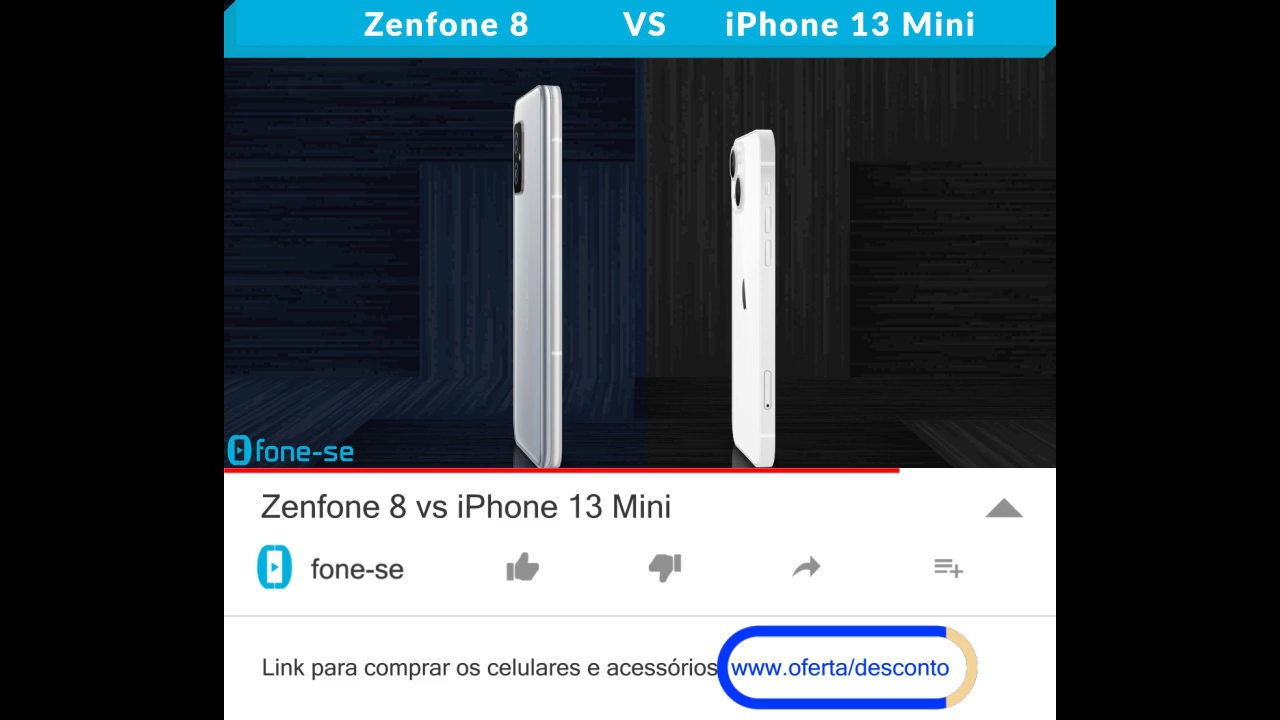 Zenfone 8 VS iPhone 13 Mini
fone-se
Zenfone 8 vs iPhone 13 Mini
fone-se
Link para comprar os celulares e acessórios www.oferta/desconto